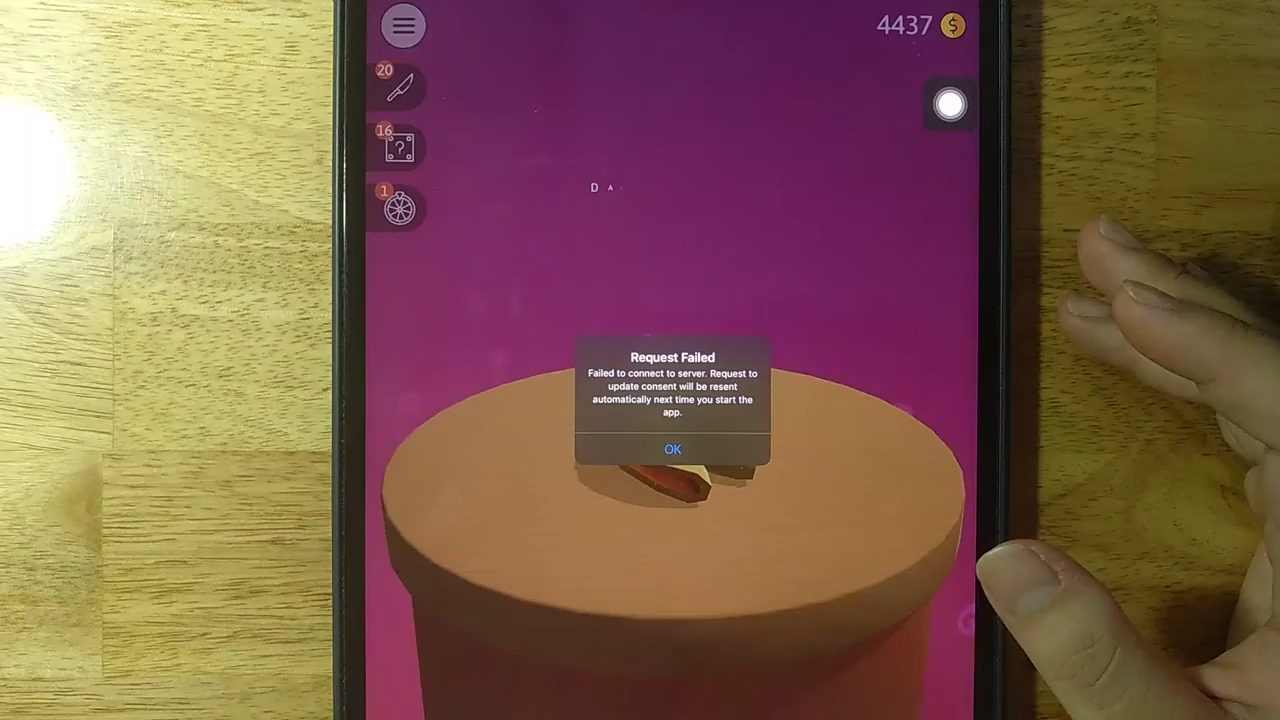 4437
20
16
?
1
D A
Request Failed
Failed to connect to server. Request to
update consent will be resent
automatically next time you start the
app.
OK